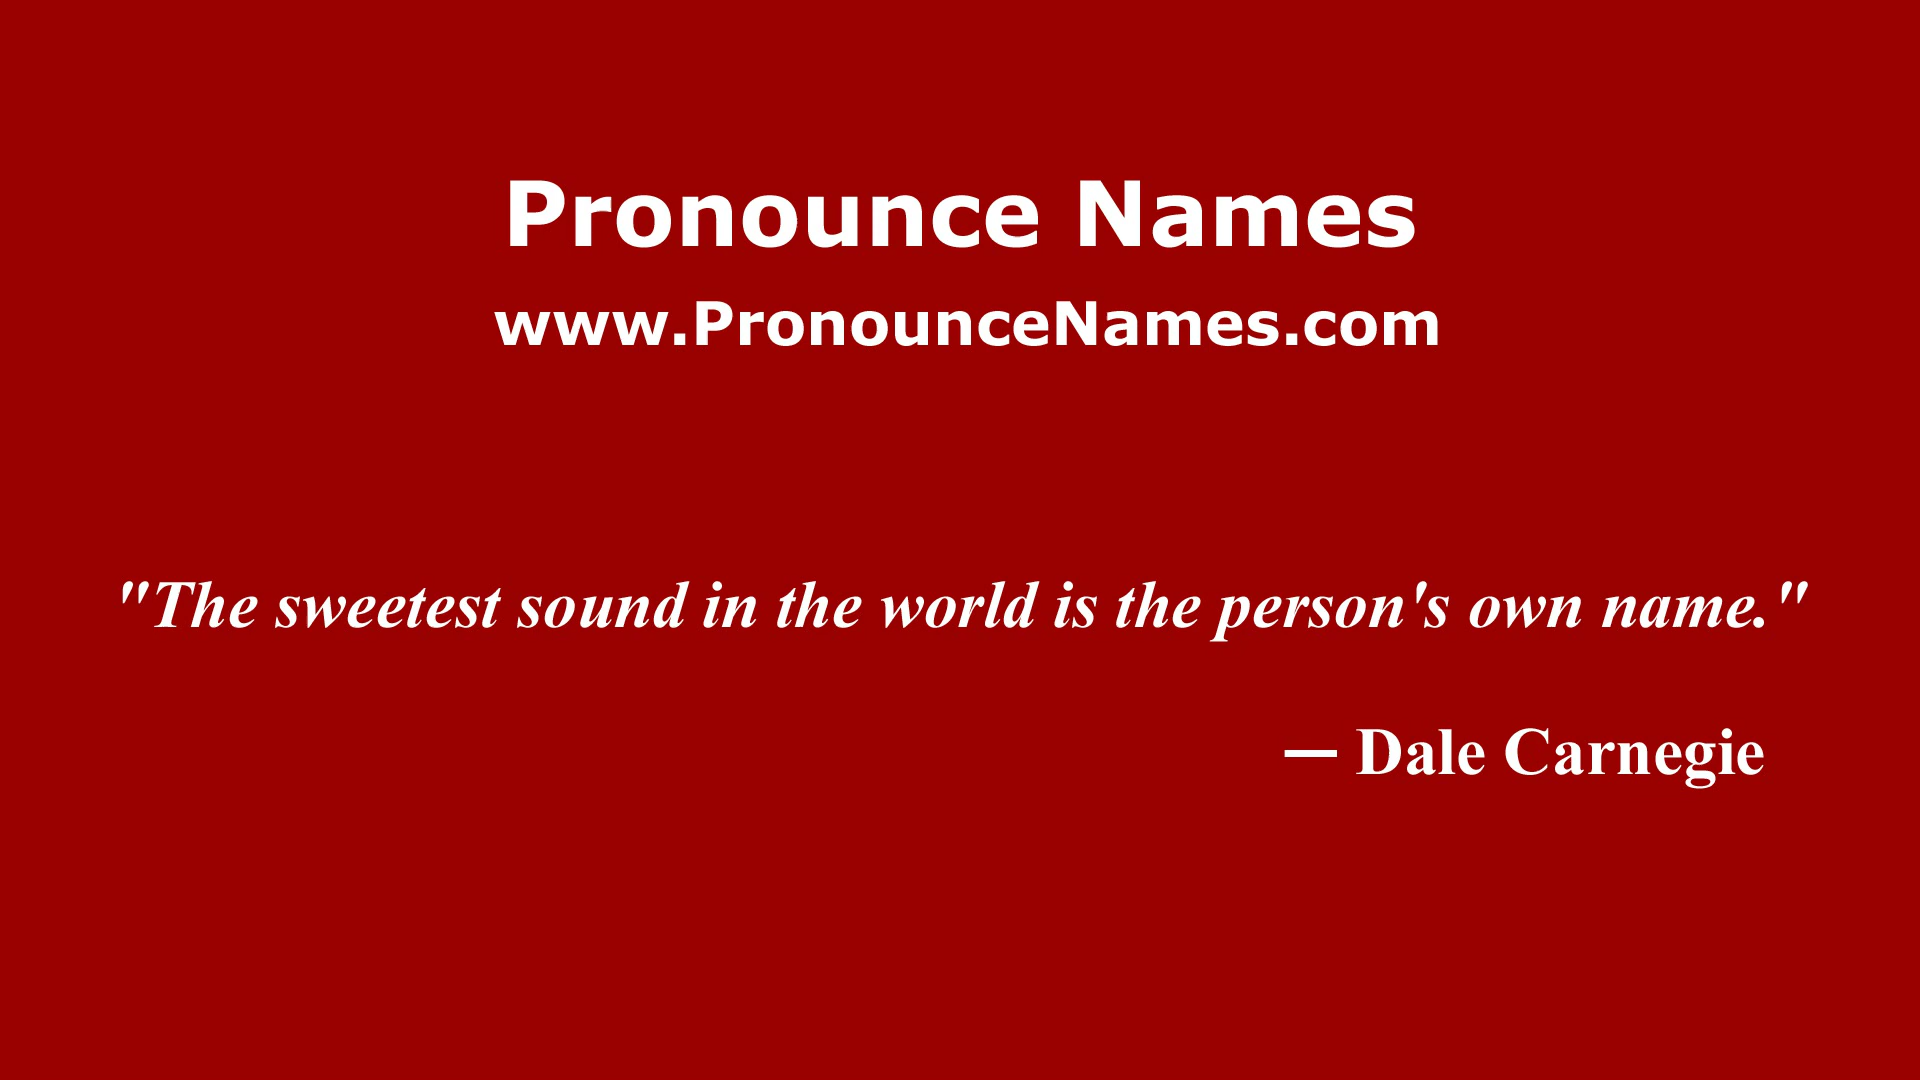 Pronounce Names
www.PronounceNames.com
"The sweetest sound in the world is the person's own name."
— Dale Carnegie